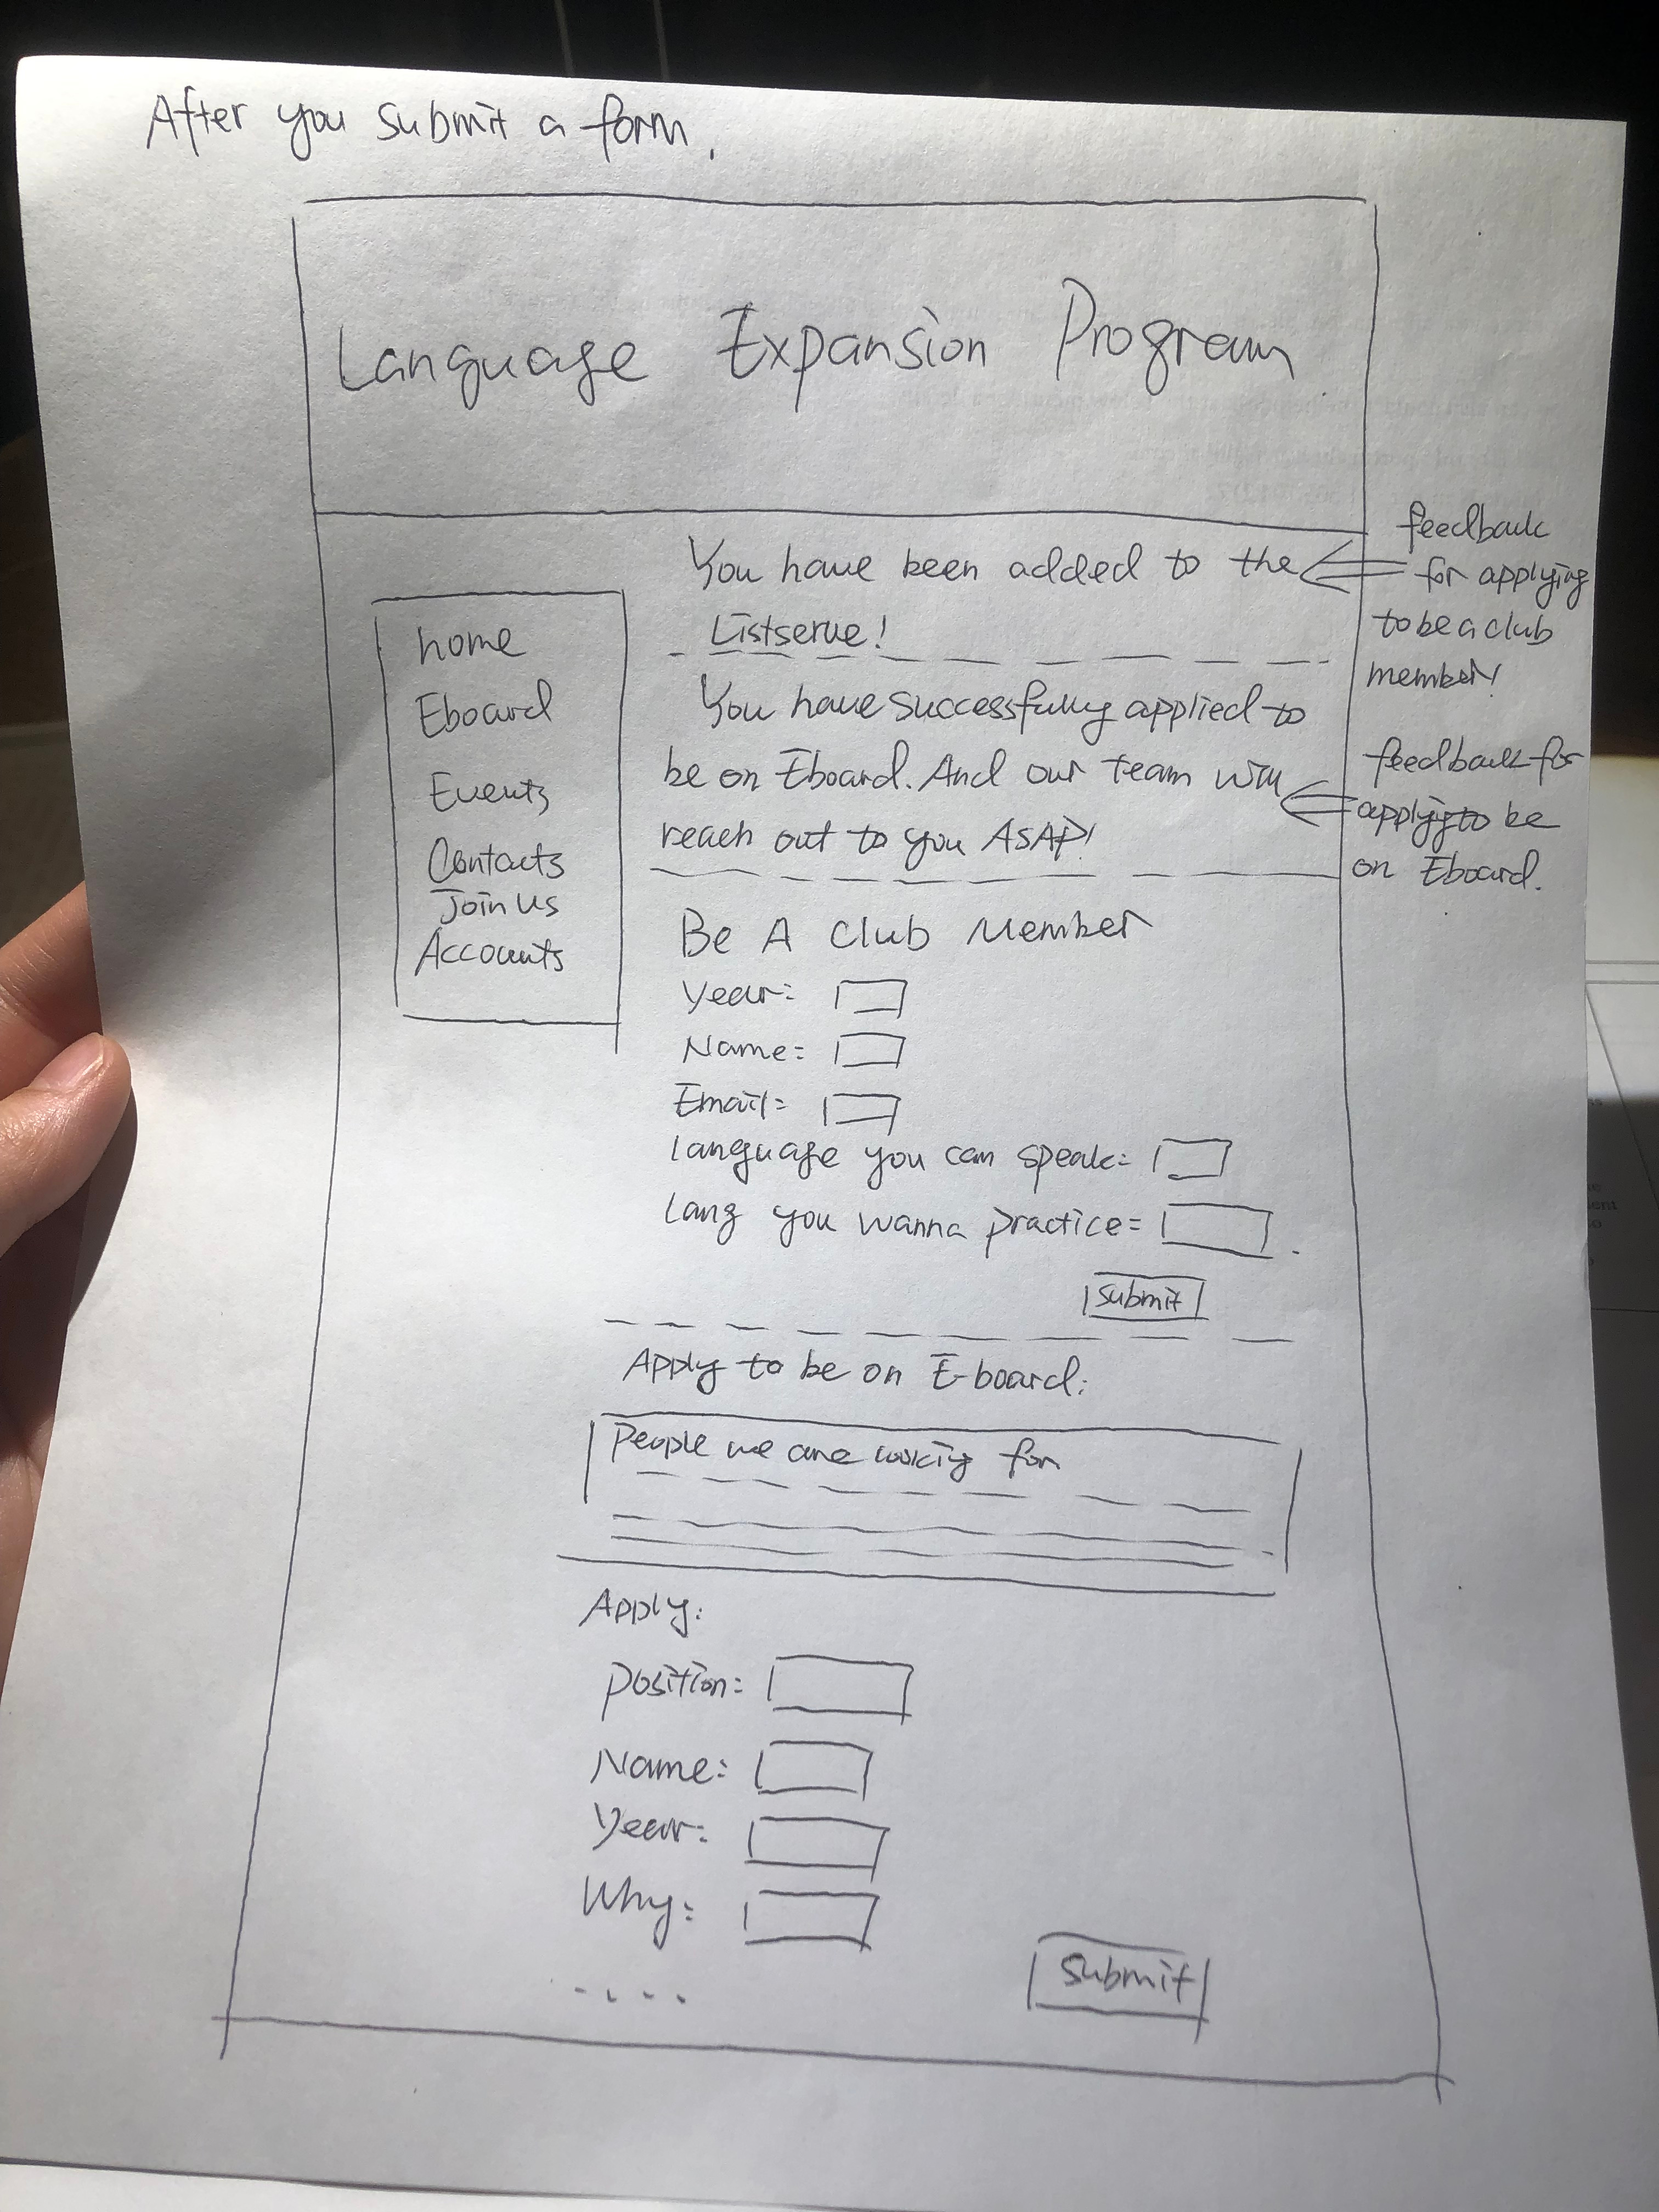 After you submit a form.
Language Expansion Program
feedback
for applying
to be a club
member!
You have been added to the
Listserve!
home
Eboard
Events
Contacts
Join us
Accounts
You have successfully applied to
be on Eboard. And our team will
reach out to you ASAP!
feedback for
applying to be
on Eboard.
Be A Club Member
Year:
Name:
Email:
language you can speak:
Lang you wanna practice:
submit
Apply to be on E-board:
People we are looking for
Apply:
Position:
Name:
Year:
Why:
....
submit